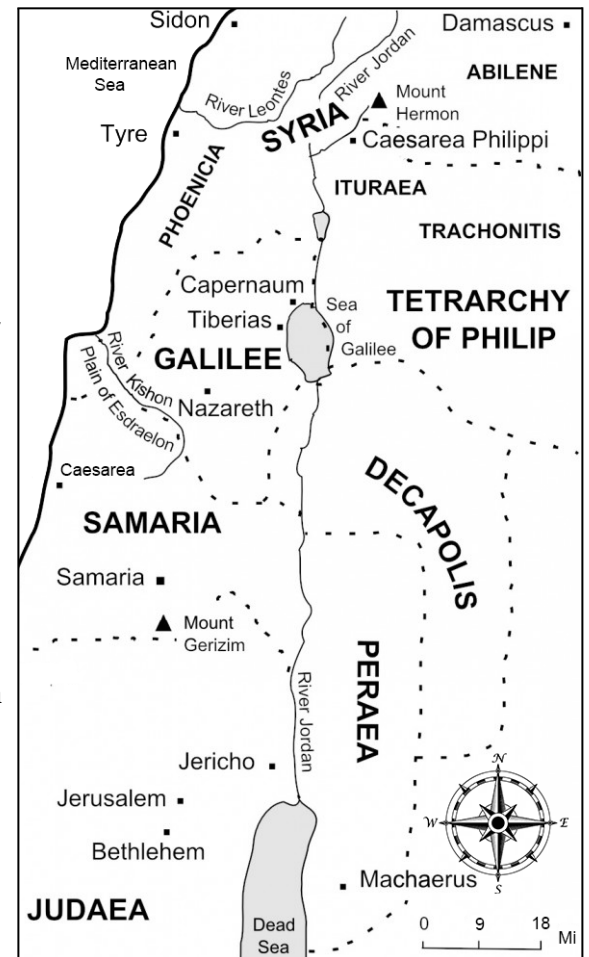 Sidon
Damascus
Mediterranean
Sea
ABILENE
River Leontes
River Jordan
Mount
Hermon
Tyre
SYRIA
Caesarea Philippi
PHOENICIA
ITURAEA
TRACHONITIS
Capernaum
TETRARCHY
OF PHILIP
Tiberias
Sea
of
Galilee
GALILEE
River Kishon
Plain of Esdraelon
Nazareth
Caesarea
DECAPOLIS
SAMARIA
Samaria
Mount
Gerizim
PERAEA
River Jordan
Jericho
N
W
E
S
Jerusalem
Bethlehem
Machaerus
JUDAEA
Dead
Sea
0 9 18
Mi